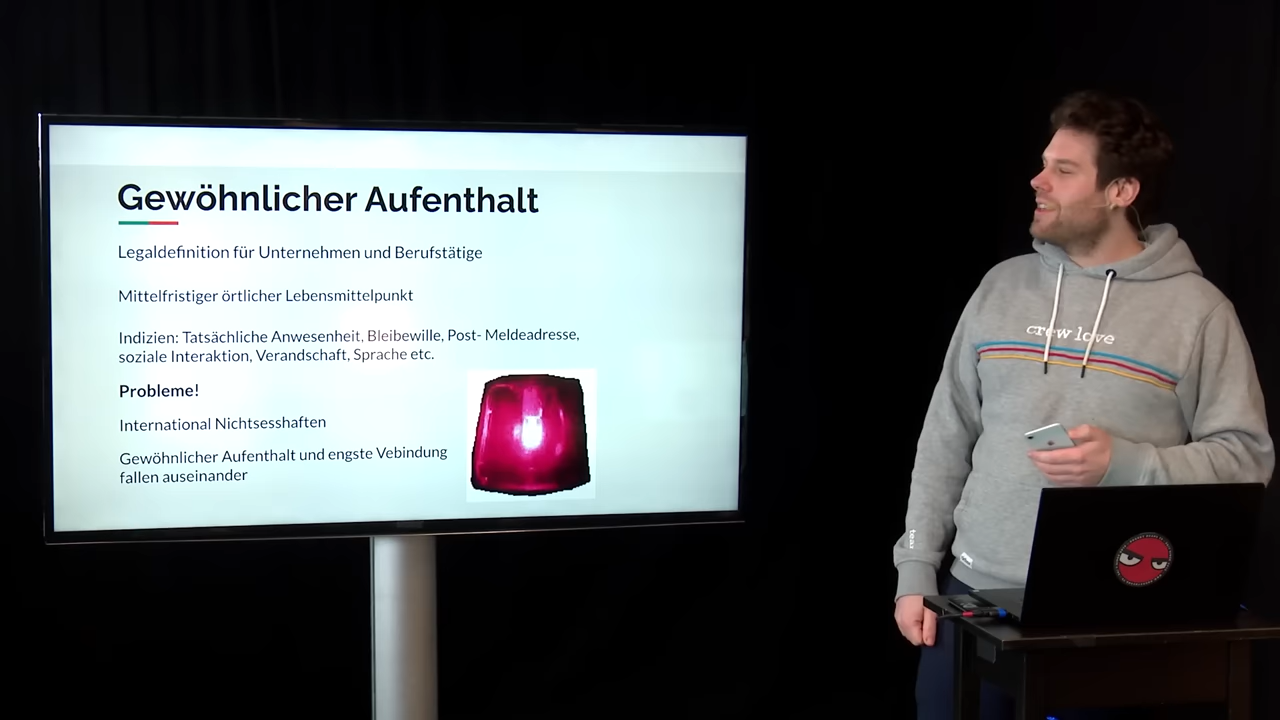 Gewöhnlicher Aufenthalt
Legaldefinition für Unternehmen und Berufstätige
Mittelfristiger örtlicher Lebensmittelpunkt
Indizien: Tatsächliche Anwesenheit, Bleibewille, Post- Meldeadresse,
soziale Interaktion, Verandschaft, Sprache etc.
Probleme!
International Nichtsesshaften
Gewöhnlicher Aufenthalt und engste Vebindung
fallen auseinander
crew love